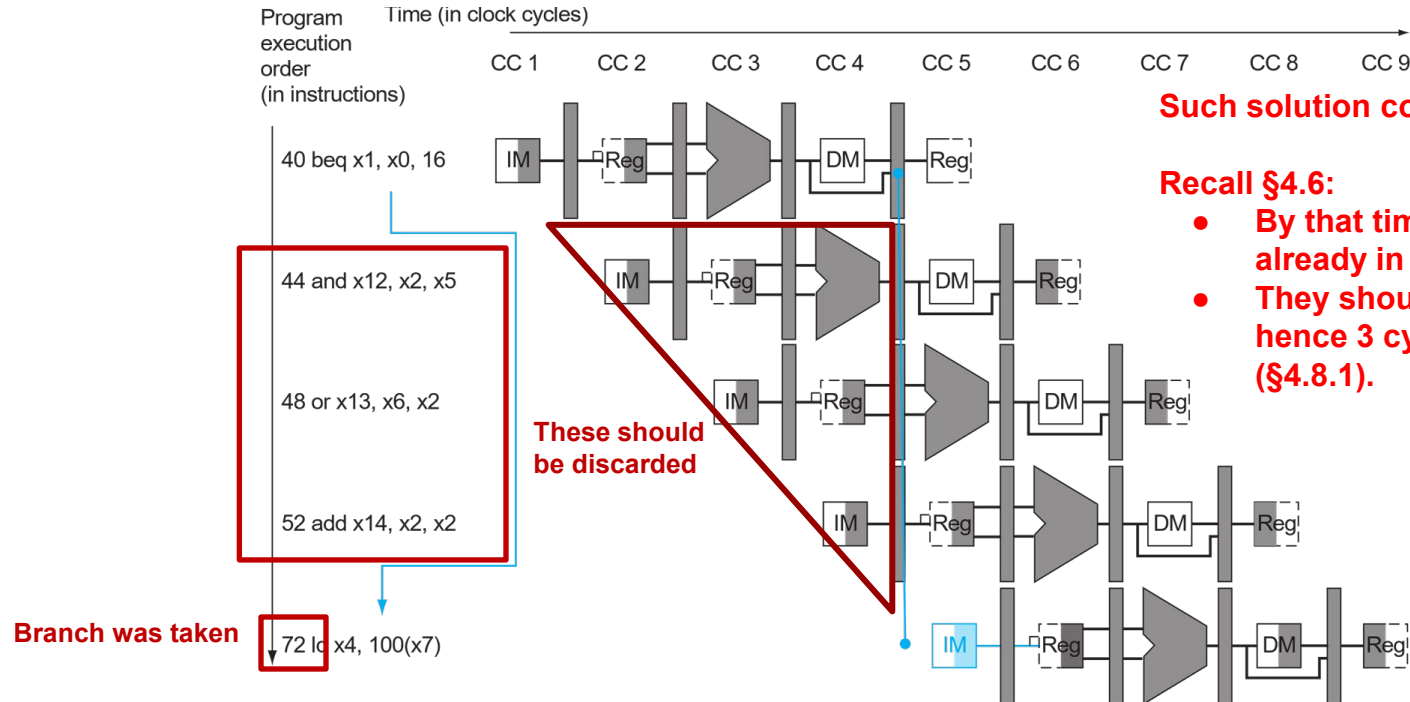 Program
execution
order
(in instructions)
Time (in clock cycles)
CC 1 CC 2 CC 3 CC 4 CC 5 CC 6 CC 7 CC 8 CC 9
Such solution co
Recall §4.6:
● By that tim
already in
● They shou
hence 3 cy
(§4.8.1).
40 beq x1, x0, 16
IM Reg DM Reg
44 and x12, x2, x5
IM Reg DM Reg
48 or x13, x6, x2
IM Reg DM Reg
These should
be discarded
52 add x14, x2, x2
IM Reg DM Reg
Branch was taken
72 ld x4, 100(x7)
IM Reg DM Reg